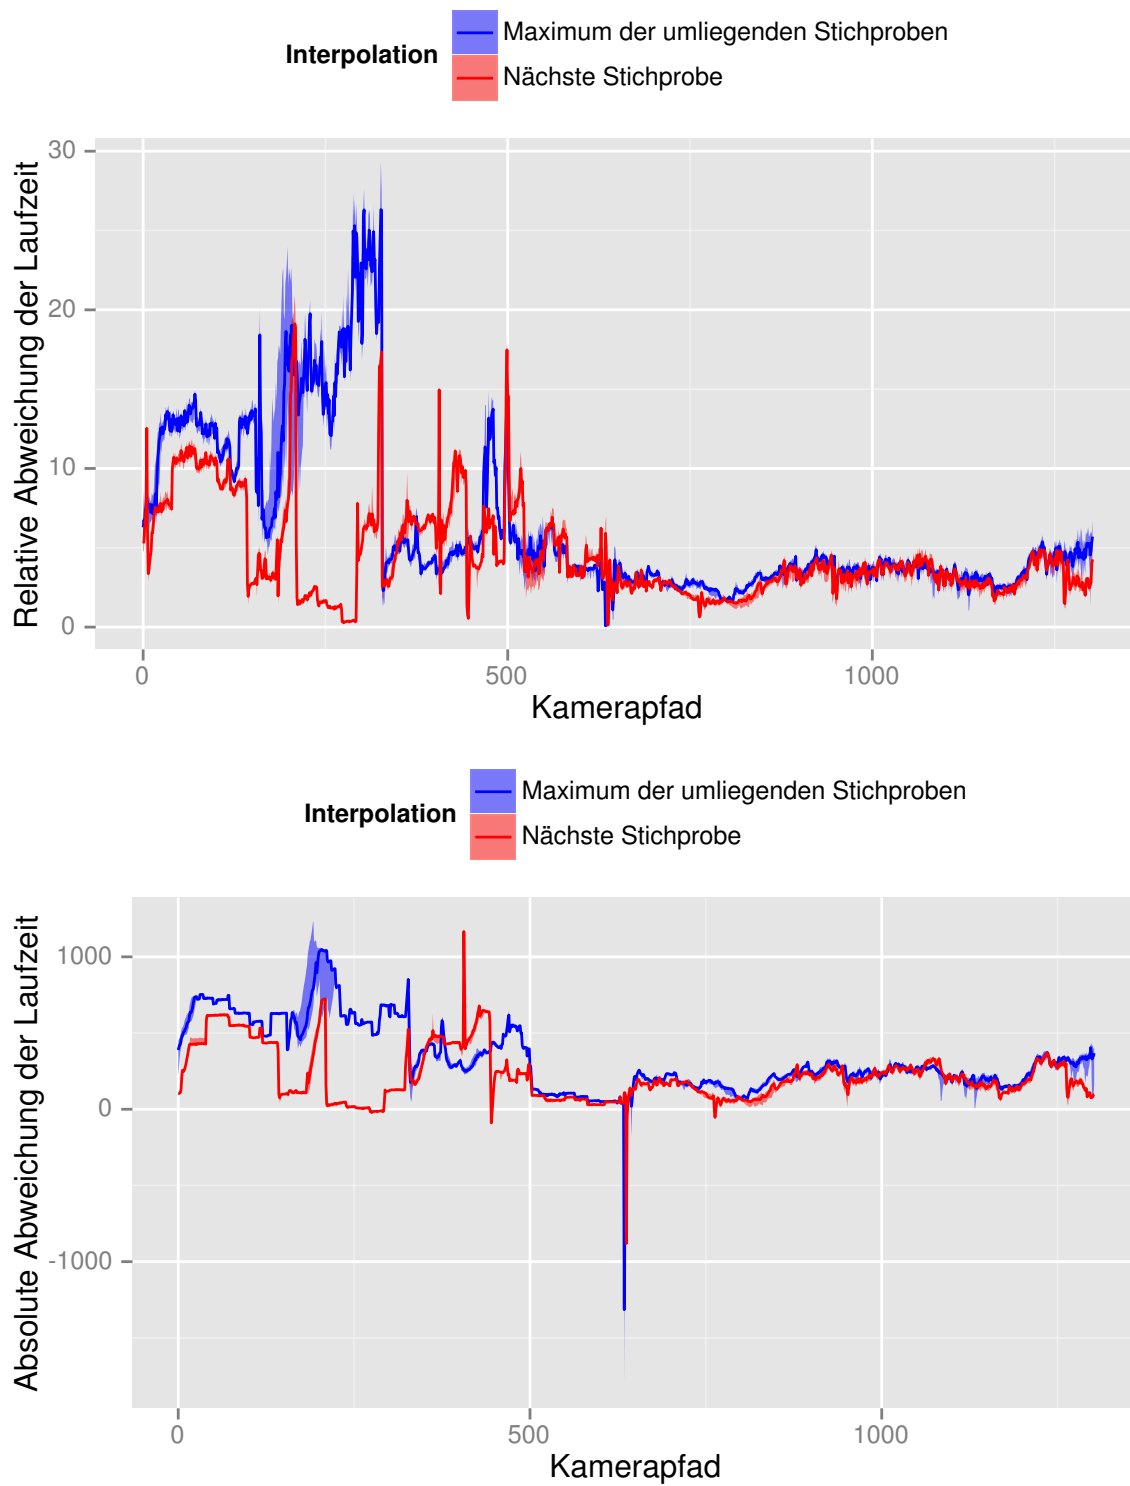 Interpolation
Maximum der umliegenden Stichproben
Nächste Stichprobe
Relative Abweichung der Laufzeit
30
20
10
0
0 500 1000
Kamerapfad
Interpolation
Maximum der umliegenden Stichproben
Nächste Stichprobe
Absolute Abweichung der Laufzeit
1000
0
-1000
0 500 1000
Kamerapfad